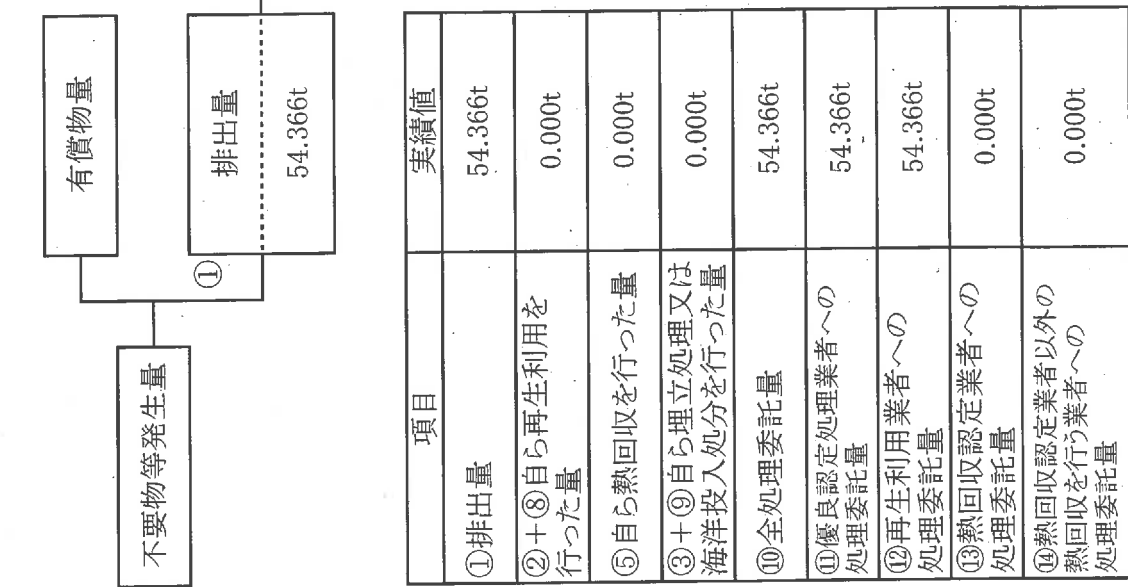 不要物等発生量
有償物量
①
排出量
54.366t
項目
実績値
①排出量
54.366t
②+⑧自ら再生利用を
行った量
0.000t
⑤自ら熱回収を行った量
0.000t
③+⑨自ら埋立処理又は
海洋投入処分を行った量
0.000t
⑩全処理委託量
54.366t
⑪優良認定処理業者への
処理委託量
54.366t
⑫再生利用業者への
処理委託量
54.366t
⑬熱回収認定業者への
処理委託量
0.000t
⑭熱回収認定業者以外の
熱回収を行う業者への
処理委託量
0.000t